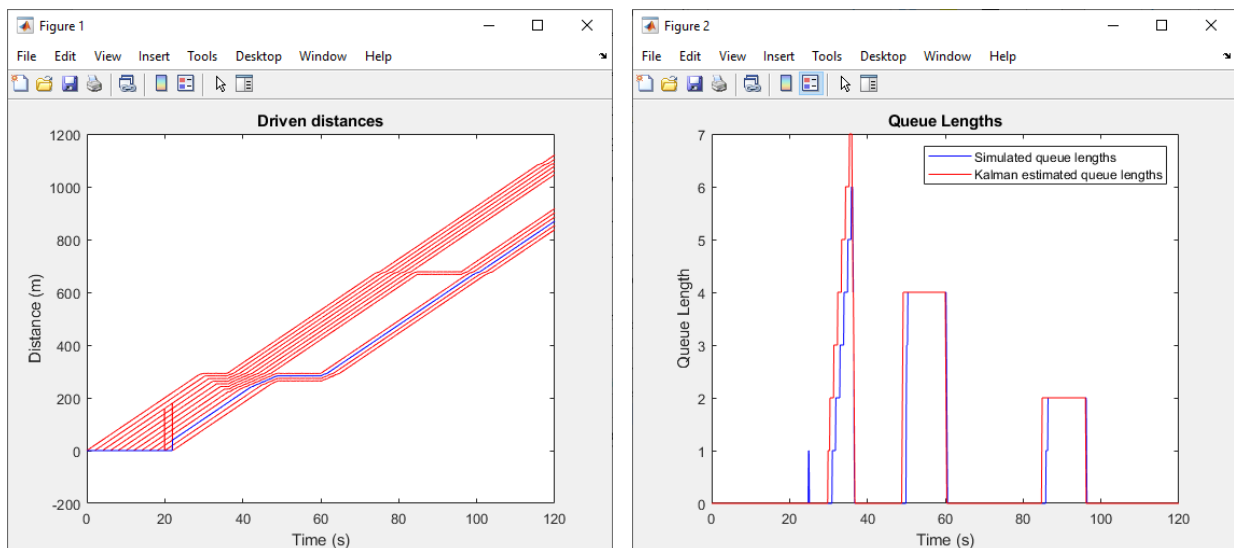 Figure 1
File Edit View Insert Tools Desktop Window Help
Driven distances
1200
1000
800
600
400
200
0
-200
Distance (m)
0 20 40 60 80 100 120
Time (s)
Figure 2
File Edit View Insert Tools Desktop Window Help
Queue Lengths
7
6
5
4
3
2
1
0
Queue Length
Simulated queue lengths
Kalman estimated queue lengths
0 20 40 60 80 100 120
Time (s)